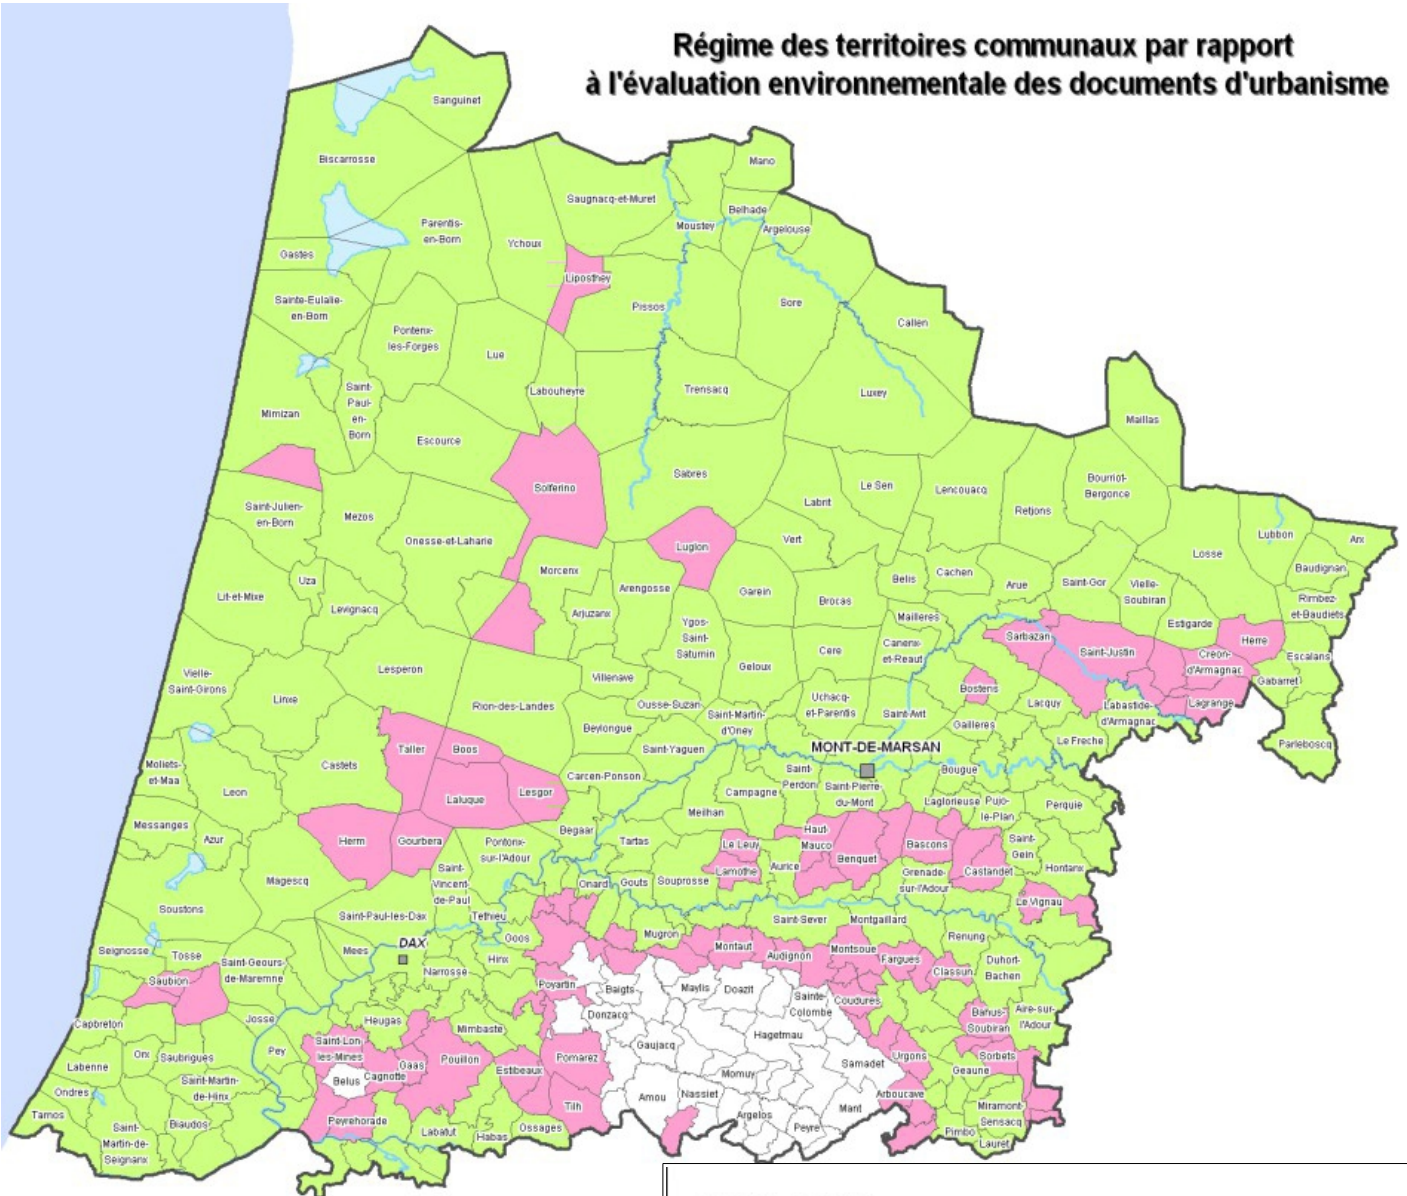 Régime des territoires communaux par rapport
à l'évaluation environnementale des documents d'urbanisme
Sanguinet
Biscarrosse
Mano
Saugnacq-et-Muret
Belhade
Moustey
Argelouse
Parentis-
en-Born
Ychoux
Gastes
Liposthey
Pissos
Sore
Callen
Sainte-Eulalie-
en-Born
Pontenx-
les-Forges
Lue
Labouheyre
Trensacq
Luxey
Saint-
Paul-
en-
Born
Mimizan
Maillas
Escource
Solferino
Sabres
Le Sen
Lencouacq
Bourriot-
Bergonce
Labrit
Retjons
Saint-Julien-
en-Born
Mezos
Onesse-et-Laharie
Luglon
Vert
Lubbon
Arx
Losse
Baudignan
Uza
Morcenx
Arengosse
Garein
Belis
Cachen
Arue
Saint-Gor
Vielle-
Soubiran
Lit-et-Mixe
Levignacq
Arjuzanx
Brocas
Mailleres
Rimbez-
et-Baudiets
Estigarde
Ygos-
Saint-
Saturnin
Sarbazan
Herre
Cere
Canenx-
et-Reaut
Saint-Justin
Creon-
d'Armagnac
Escalans
Geloux
Lesperon
Vielle-
Saint-Girons
Linxe
Villenave
Bostens
Gabarret
Rion-des-Landes
Ousse-Suzan
Uchacq-
et-Parentis
Saint-Avit
Lacquy
Labastide-
d'Armagnac
Lagrange
Beylongue
Saint-Martin-
d'Oney
Gailleres
Le Freche
Parleboscq
Taller
Boos
Saint-Yaguen
MONT-DE-MARSAN
Moliets-
et-Maa
Castets
Carcen-Ponson
Saint-
Perdon
Bougue
Leon
Laluque
Lesgor
Campagne
Saint-Pierre-
du-Mont
Laglorieuse
Pujo-
le-Plan
Perquie
Meilhan
Messanges
Azur
Herm
Gourbera
Pontonx-
sur-l'Adour
Begaar
Tartas
Le Leuy
Haut-
Mauco
Bascons
Saint-
Gein
Benquet
Magescq
Saint-
Vincent-
de-Paul
Lamothe
Aurice
Castandet
Hontanx
Onard
Gouts
Souprosse
Grenade-
sur-l'Adour
Le Vignau
Soustons
Saint-Paul-les-Dax
Tethieu
Saint-Sever
Montgaillard
Goos
Mugron
Renung
Seignosse
Tosse
Mees
DAX
Hinx
Montaut
Audignon
Montsoue
Fargues
Duhort-
Bachen
Saint-Geours-
de-Maremne
Narrosse
Classun
Saubion
Poyartin
Baigts
Maylis
Doazit
Sainte-
Colombe
Coudures
Capbreton
Josse
Heugas
Mimbaste
Donzacq
Bahus-
Soubiran
Aire-sur-
l'Adour
Hagetmau
Saint-Lon-
les-Mines
Orx
Saubrigues
Pey
Gaas
Pouillon
Pomarez
Gaujacq
Samadet
Urgons
Sorbets
Geaune
Labenne
Belus
Cagnotte
Estibeaux
Momuy
Ondres
Saint-Martin-
de-Hinx
Amou
Nassiet
Arboucave
Tarnos
Biaudos
Peyrehorade
Tilh
Argelos
Mant
Miramont-
Sensacq
Saint-
Martin-de-
Seignanx
Labatut
Habas
Ossages
Peyre
Pimbo
Lauret